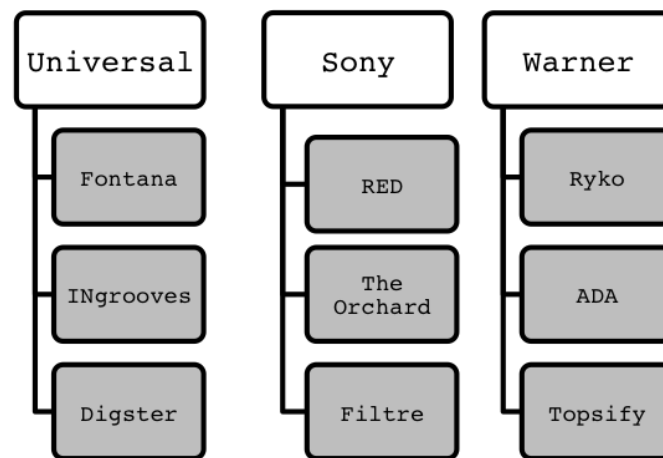 Universal
Fontana
INgrooves
Digster
Sony
RED
The
Orchard
Filtre
Warner
Ryko
ADA
Topsify